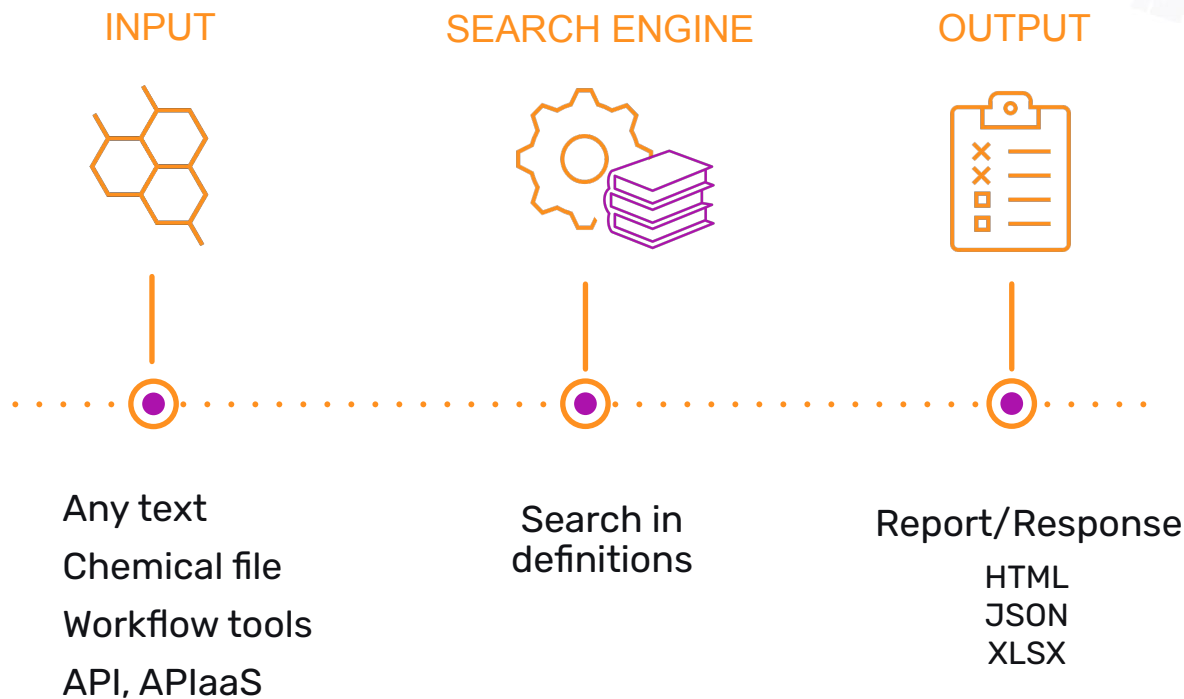 INPUT
SEARCH ENGINE
OUTPUT
Any text
Chemical file
Workflow tools
API, APIaaS
Search in
definitions
Report/Response
HTML
JSON
XLSX